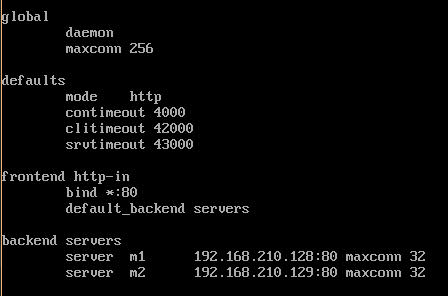 global
daemon
maxconn 256
defaults
mode http
contimeout 4000
clitimeout 42000
srvtimeout 43000
frontend http-in
bind *:80
default_backend servers
backend servers
server m1 192.168.210.128:80 maxconn 32
server m2 192.168.210.129:80 maxconn 32